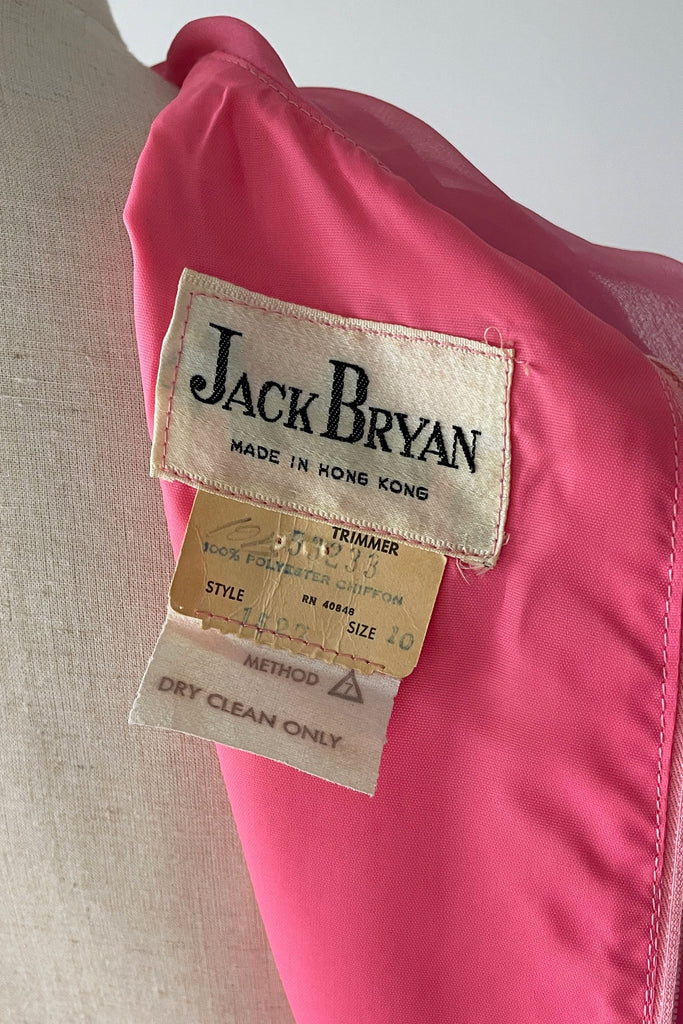 JACK BRYAN
MADE IN HONG KONG
TRIMMER
100% POLYESTER CHIFFON
STYLE RN 40848
SIZE 10
METHOD 7
DRY CLEAN ONLY